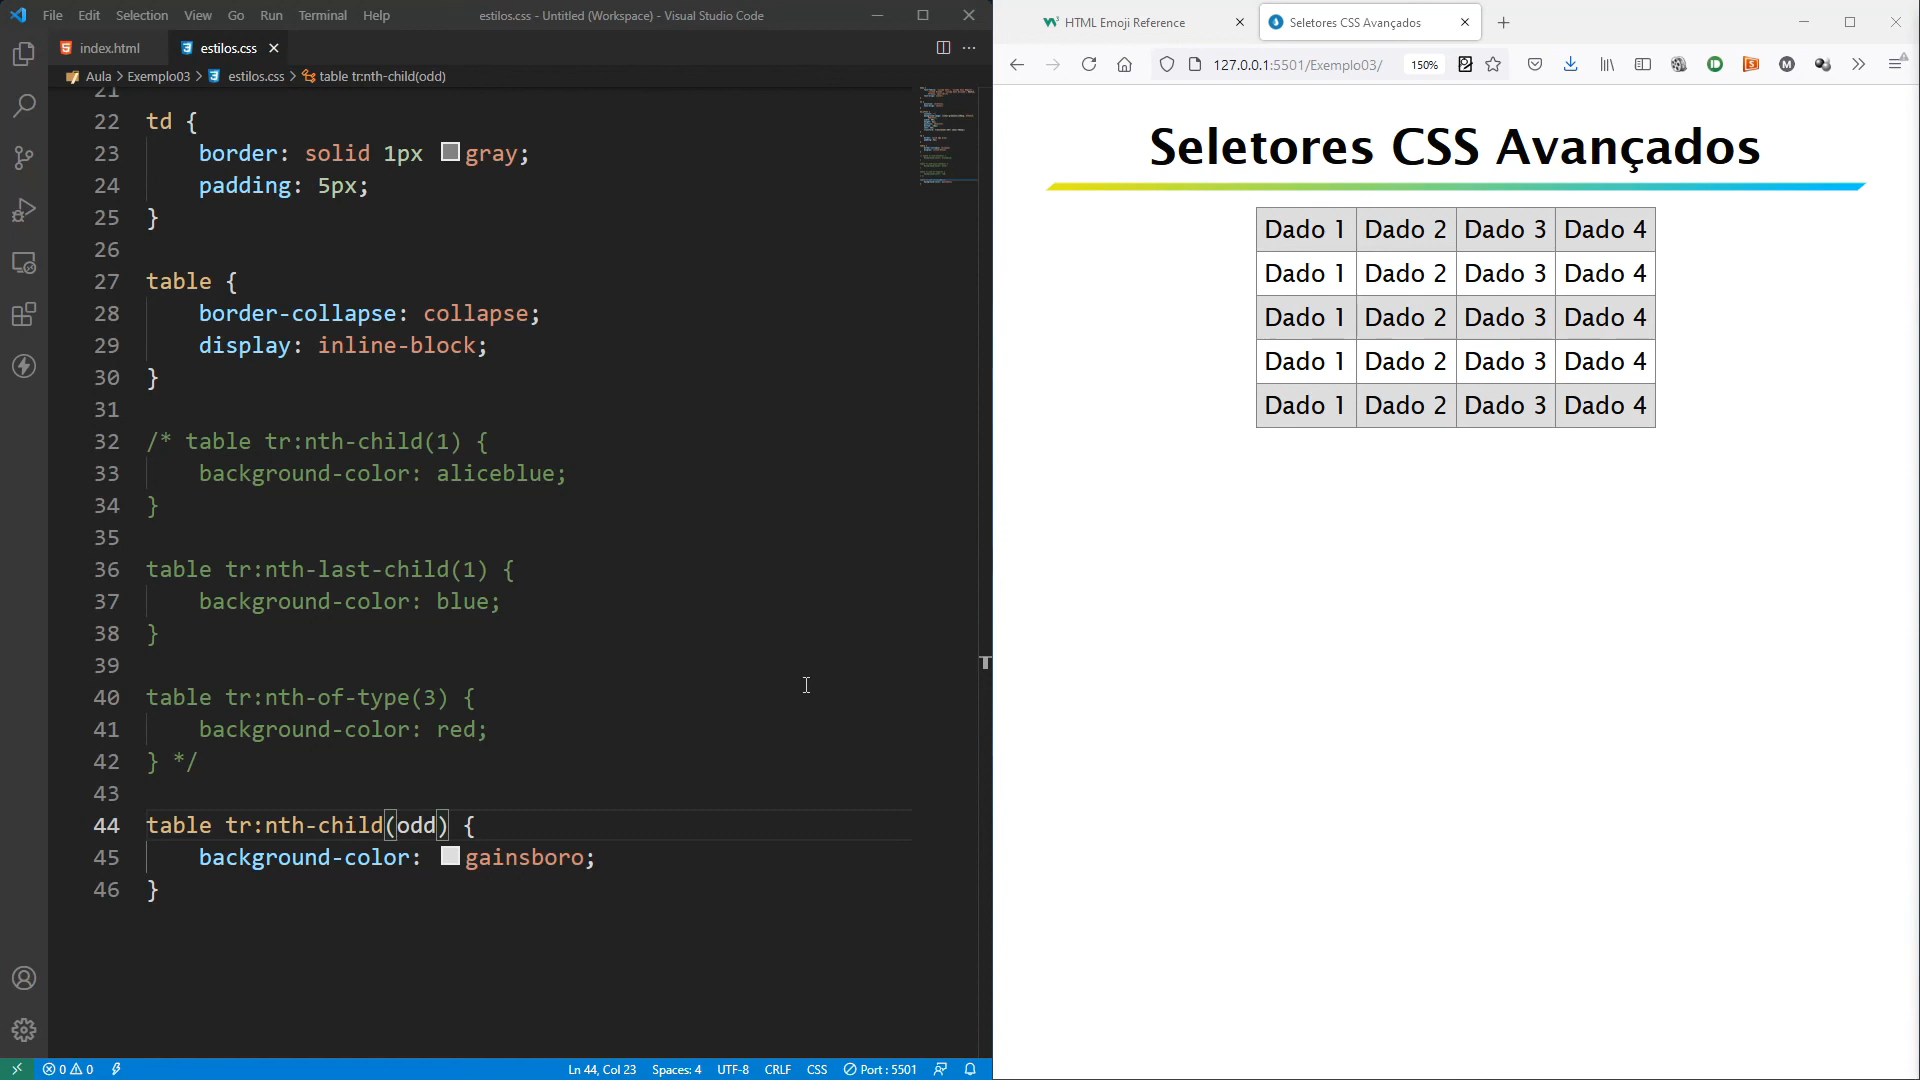 File Edit Selection View Go Run Terminal Help
estilos.css - Untitled (Workspace) - Visual Studio Code
index.html
estilos.css
Aula > Exemplo03 > estilos.css > table tr:nth-child(odd)
21
22 td {
23 border: solid 1px gray;
24 padding: 5px;
25 }
26
27 table {
28 border-collapse: collapse;
29 display: inline-block;
30 }
31
32 /* table tr:nth-child(1) {
33 background-color: aliceblue;
34 }
35
36 table tr:nth-last-child(1) {
37 background-color: blue;
38 }
39
40 table tr:nth-of-type(3) {
41 background-color: red;
42 } */
43
44 table tr:nth-child(odd) {
45 background-color: gainsboro;
46 }
0 0
Ln 44, Col 23 Spaces: 4 UTF-8 CRLF CSS Port : 5501
HTML Emoji Reference
Seletores CSS Avançados
127.0.0.1:5501/Exemplo03/
150%
Seletores CSS Avançados
Dado 1 Dado 2 Dado 3 Dado 4
Dado 1 Dado 2 Dado 3 Dado 4
Dado 1 Dado 2 Dado 3 Dado 4
Dado 1 Dado 2 Dado 3 Dado 4
Dado 1 Dado 2 Dado 3 Dado 4